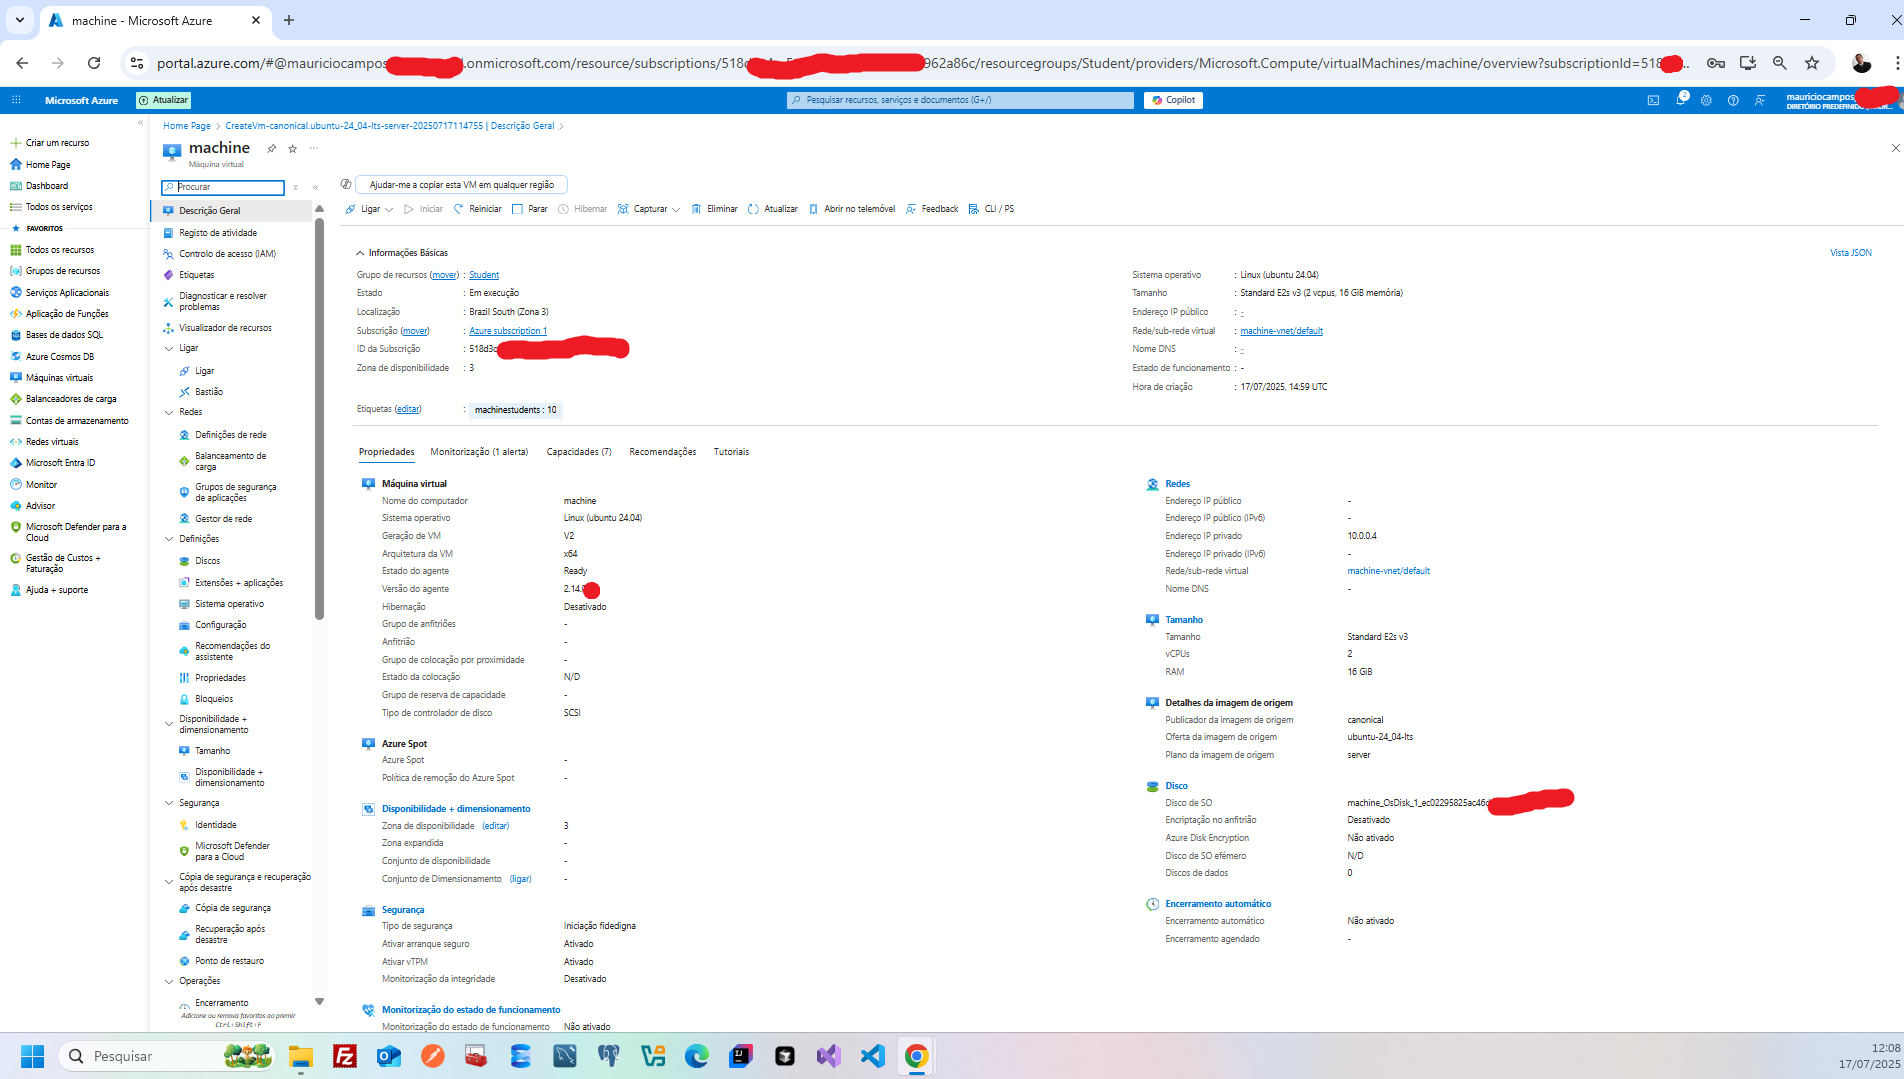 machine - Microsoft Azure
portal.azure.com/#@mauriciocampos
.onmicrosoft.com/resource/subscriptions/518d
962a86c/resourcegroups/Student/providers/Microsoft.Compute/virtualMachines/machine/overview?subscriptionId=518
..
Microsoft Azure
Atualizar
Pesquisar recursos, serviços e documentos (G+/)
Copilot
2
mauriciocampos
DIRETÓRIO PREDEFINIDO
Home Page > CreateVm-canonical.ubuntu-24_04-lts-server-20250717114755 | Descrição Geral >
machine
Máquina virtual
Criar um recurso
Home Page
Dashboard
Todos os serviços
FAVORITOS
Todos os recursos
Grupos de recursos
Serviços Aplicacionais
Aplicação de Funções
Bases de dados SQL
Azure Cosmos DB
Máquinas virtuais
Balanceadores de carga
Contas de armazenamento
Redes virtuais
Microsoft Entra ID
Monitor
Advisor
Microsoft Defender para a
Cloud
Gestão de Custos +
Faturação
Ajuda + suporte
Procurar
Descrição Geral
Registo de atividade
Controlo de acesso (IAM)
Etiquetas
Diagnosticar e resolver
problemas
Visualizador de recursos
Ligar
Ligar
Bastião
Redes
Definições de rede
Balanceamento de
carga
Grupos de segurança
de aplicações
Gestor de rede
Definições
Discos
Extensões + aplicações
Sistema operativo
Configuração
Recomendações do
assistente
Propriedades
Bloqueios
Disponibilidade +
dimensionamento
Tamanho
Disponibilidade +
dimensionamento
Segurança
Identidade
Microsoft Defender
para a Cloud
Cópia de segurança e recuperação
após desastre
Cópia de segurança
Recuperação após
desastre
Ponto de restauro
Operações
Encerramento
Adicione ou remova favoritos ao premir
Ctrl+Shift+F
Ajudar-me a copiar esta VM em qualquer região
Ligar Iniciar Reiniciar Parar Hibernar Capturar Eliminar Atualizar Abrir no telemóvel Feedback CLI / PS
Informações Básicas
Vista JSON
Grupo de recursos (mover) : Student
Estado : Em execução
Localização : Brazil South (Zona 3)
Subscrição (mover) : Azure subscription 1
ID da Subscrição : 518d3c
Zona de disponibilidade : 3
Sistema operativo : Linux (ubuntu 24.04)
Tamanho : Standard E2s v3 (2 vcpus, 16 GiB memória)
Endereço IP público : -
Rede/sub-rede virtual : machine-vnet/default
Nome DNS : -
Estado de funcionamento : -
Hora de criação : 17/07/2025, 14:59 UTC
Etiquetas (editar) : machinestudents : 10
Propriedades Monitorização (1 alerta) Capacidades (7) Recomendações Tutoriais
Máquina virtual
Nome do computador machine
Sistema operativo Linux (ubuntu 24.04)
Geração de VM V2
Arquitetura da VM x64
Estado do agente Ready
Versão do agente 2.14.
Hibernação Desativado
Grupo de anfitriões -
Anfitrião -
Grupo de colocação por proximidade -
Estado da colocação N/D
Grupo de reserva de capacidade -
Tipo de controlador de disco SCSI
Azure Spot
Azure Spot -
Política de remoção do Azure Spot -
Disponibilidade + dimensionamento
Zona de disponibilidade (editar) 3
Zona expandida -
Conjunto de disponibilidade -
Conjunto de Dimensionamento (ligar) -
Segurança
Tipo de segurança Iniciação fidedigna
Ativar arranque seguro Ativado
Ativar vTPM Ativado
Monitorização da integridade Desativado
Monitorização do estado de funcionamento
Monitorização do estado de funcionamento Não ativado
Redes
Endereço IP público -
Endereço IP público (IPv6) -
Endereço IP privado 10.0.0.4
Endereço IP privado (IPv6) -
Rede/sub-rede virtual machine-vnet/default
Nome DNS -
Tamanho
Tamanho Standard E2s v3
vCPUs 2
RAM 16 GiB
Detalhes da imagem de origem
Publicador da imagem de origem canonical
Oferta da imagem de origem ubuntu-24_04-lts
Plano da imagem de origem server
Disco
Disco de SO machine_OsDisk_1_ec02295825ac46d
Encriptação no anfitrião Desativado
Azure Disk Encryption Não ativado
Disco de SO efémero N/D
Discos de dados 0
Encerramento automático
Encerramento automático Não ativado
Encerramento agendado -
Pesquisar
12:08
17/07/2025